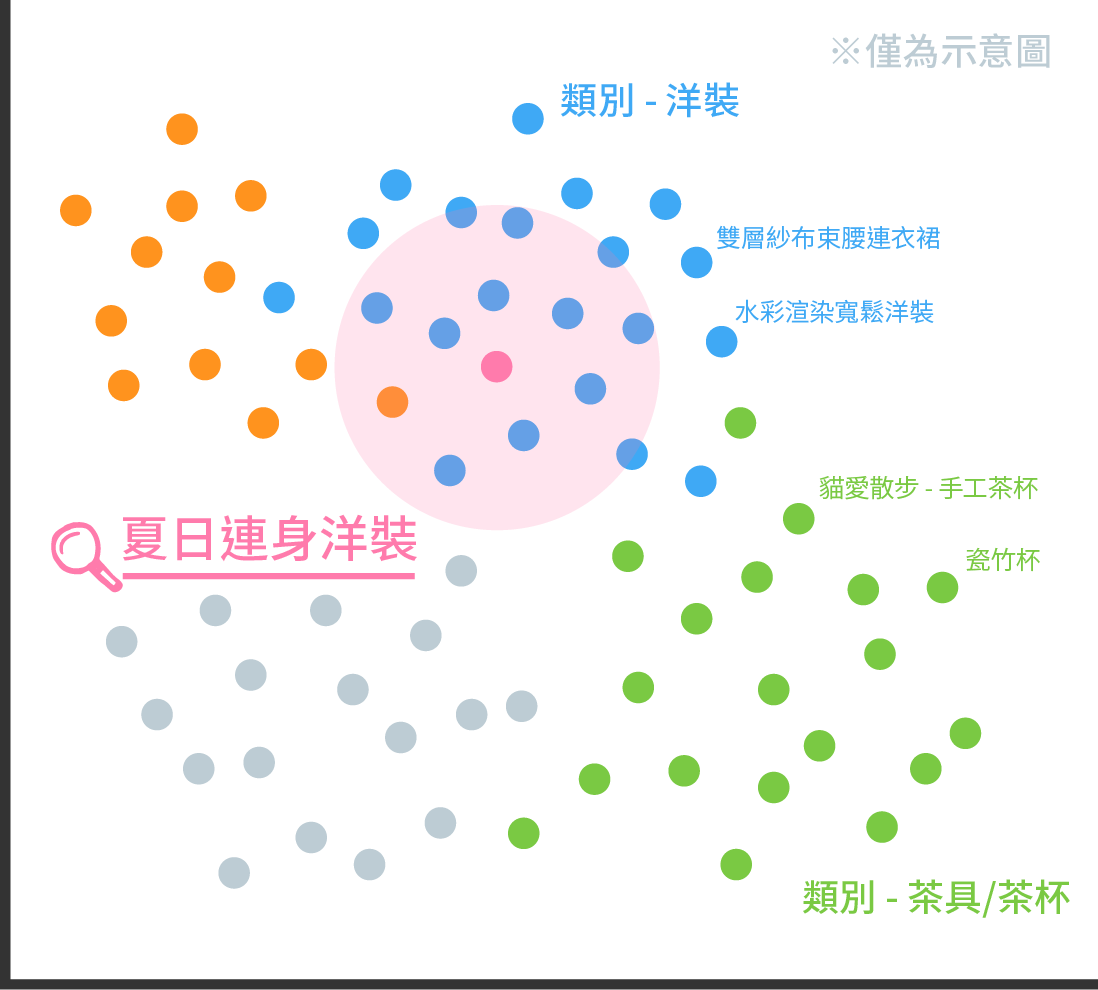 ※僅為示意圖
類別 - 洋裝
雙層紗布束腰連衣裙
水彩渲染寬鬆洋裝
貓愛散步 - 手工茶杯
夏日連身洋裝
瓷竹杯
類別 - 茶具/茶杯